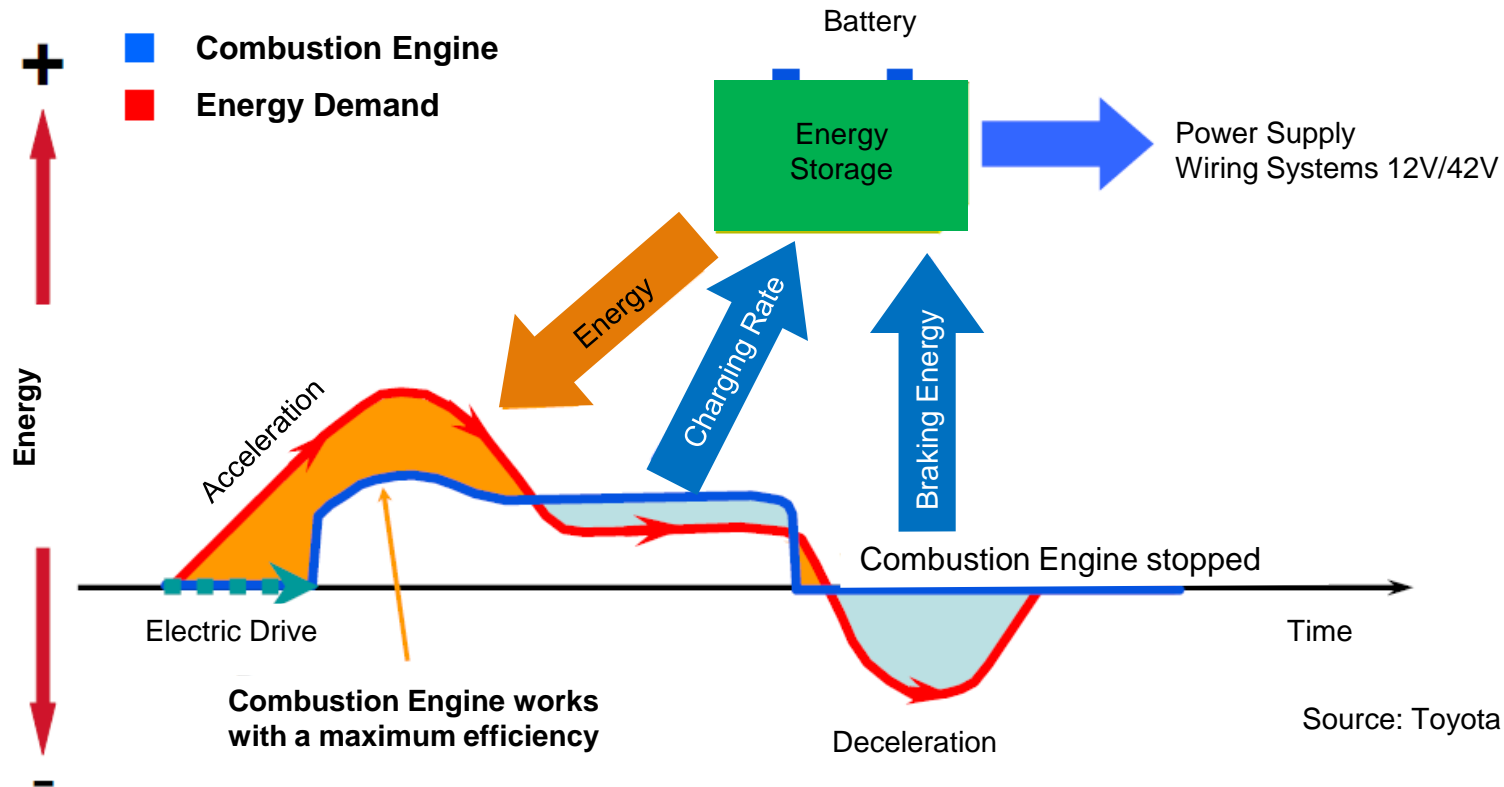 Battery
+
Combustion Engine
Energy Demand
Energy
Storage
Power Supply
Wiring Systems 12V/42V
Energy
Charging Rate
Braking Energy
Energy
Acceleration
Combustion Engine stopped
Electric Drive
Time
Combustion Engine works
with a maximum efficiency
Deceleration
Source: Toyota
-